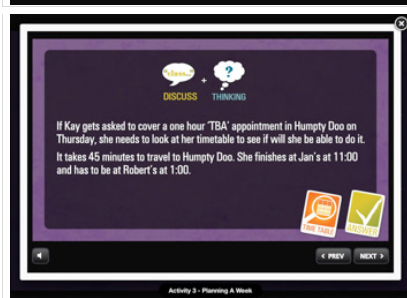 "class..."
?
+
DISCUSS THINKING
If Kay gets asked to cover a one hour 'TBA' appointment in Humpty Doo on
Thursday, she needs to look at her timetable to see if will she be able to do it.
It takes 45 minutes to travel to Humpty Doo. She finishes at Jan's at 11:00
and has to be at Robert's at 1:00.
TIME TABLE
ANSWER
< PREV NEXT >
Activity 3 - Planning A Week